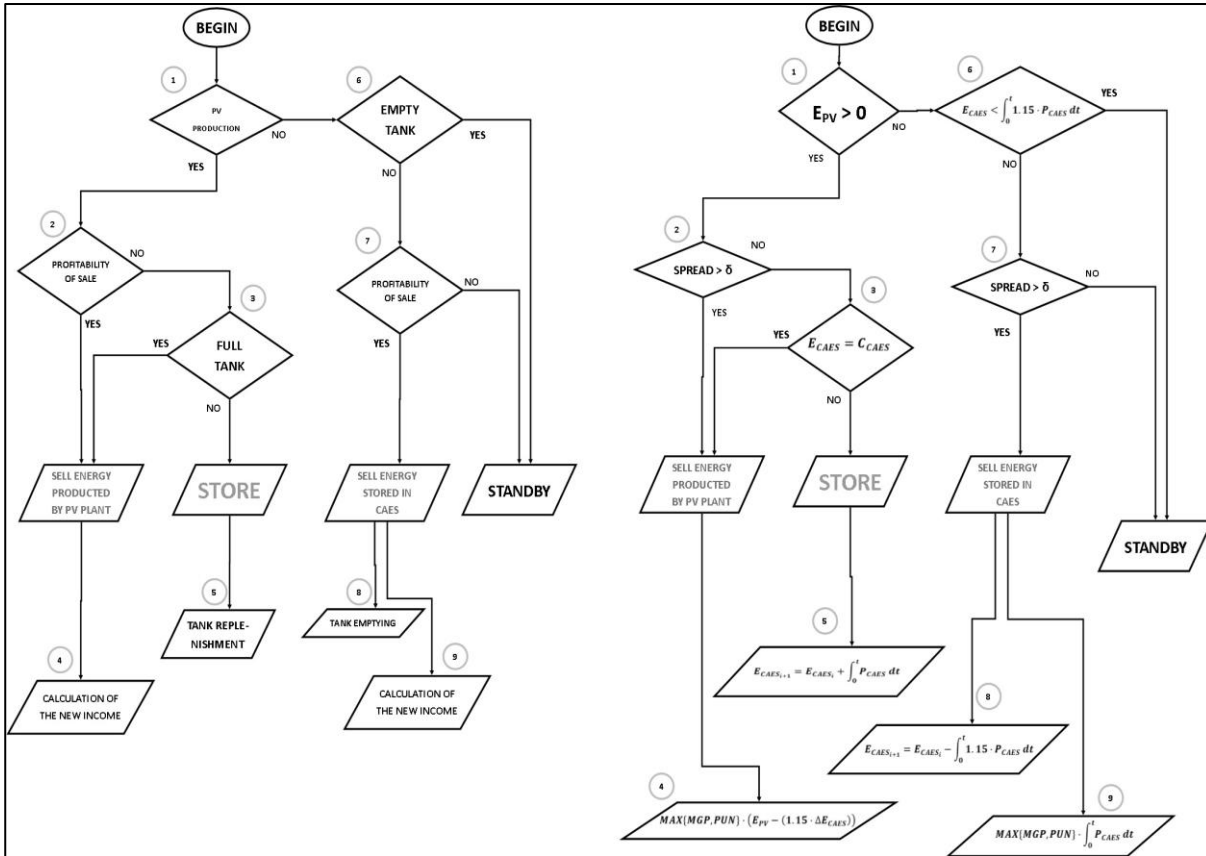 BEGIN
1
PV
PRODUCTION
NO
YES
6
EMPTY
TANK
YES
NO
2
PROFITABILITY
OF SALE
NO
YES
3
FULL
TANK
YES
NO
7
PROFITABILITY
OF SALE
NO
YES
SELL ENERGY
PRODUCTED
BY PV PLANT
STORE
SELL ENERGY
STORED IN
CAES
STANDBY
5
TANK REPLE-
NISHMENT
8
TANK EMPTYING
4
CALCULATION OF
THE NEW INCOME
9
CALCULATION OF
THE NEW INCOME
BEGIN
1
E_PV > 0
NO
YES
6
E_CAES < ∫_0^t 1.15 · P_CAES dt
YES
NO
2
SPREAD > δ
NO
YES
3
E_CAES = C_CAES
YES
NO
7
SPREAD > δ
NO
YES
SELL ENERGY
PRODUCTED
BY PV PLANT
STORE
SELL ENERGY
STORED IN
CAES
STANDBY
5
E_CAES_{i+1} = E_CAES_i + ∫_0^t P_CAES dt
8
E_CAES_{i+1} = E_CAES_i − ∫_0^t 1.15 · P_CAES dt
4
MAX{MGP, PUN} · (E_PV − (1.15 · ΔE_CAES))
9
MAX{MGP, PUN} · ∫_0^t P_CAES dt